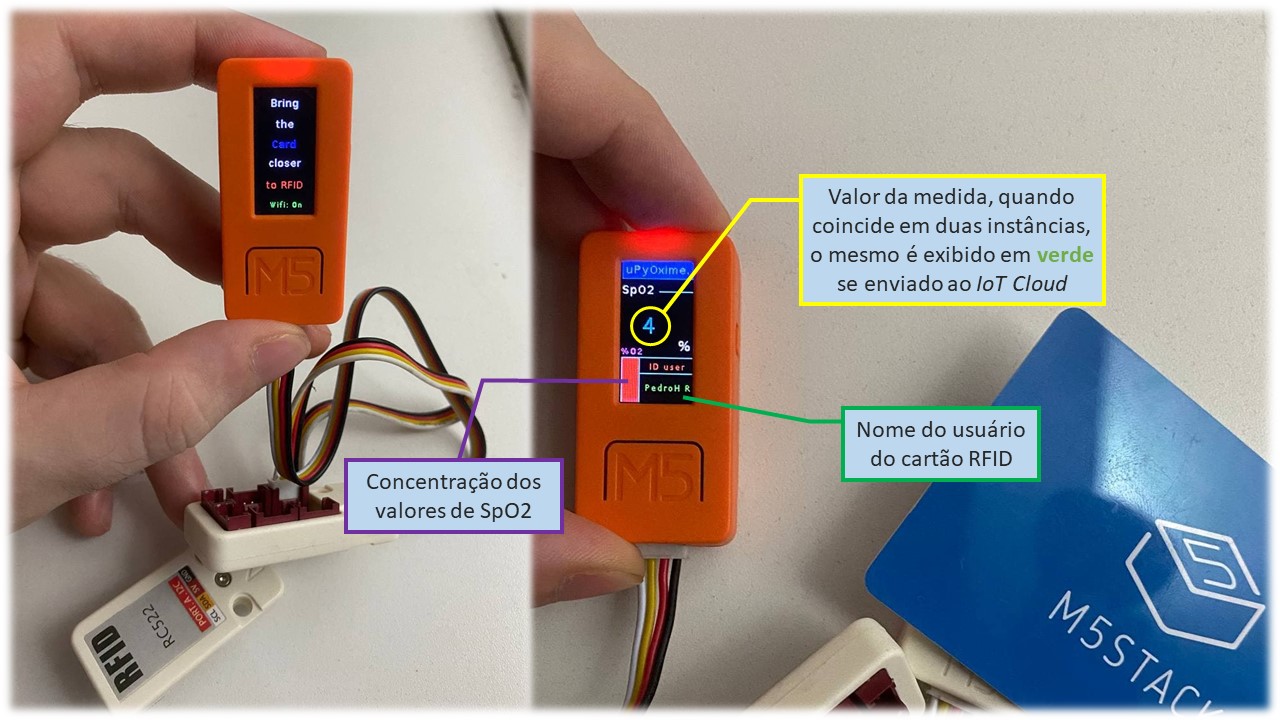 Bring
the
Card
closer
to RFID
Wifi: On
M5
RFID
RC522
PORT A I2C
SCL
SDA
5V
GND
uPyOxime.
SpO2
4
%
%O2
ID user
PedroH R
M5
Valor da medida, quando
coincide em duas instâncias,
o mesmo é exibido em verde
se enviado ao IoT Cloud
Concentração dos
valores de SpO2
Nome do usuário
do cartão RFID
5
M5STACK